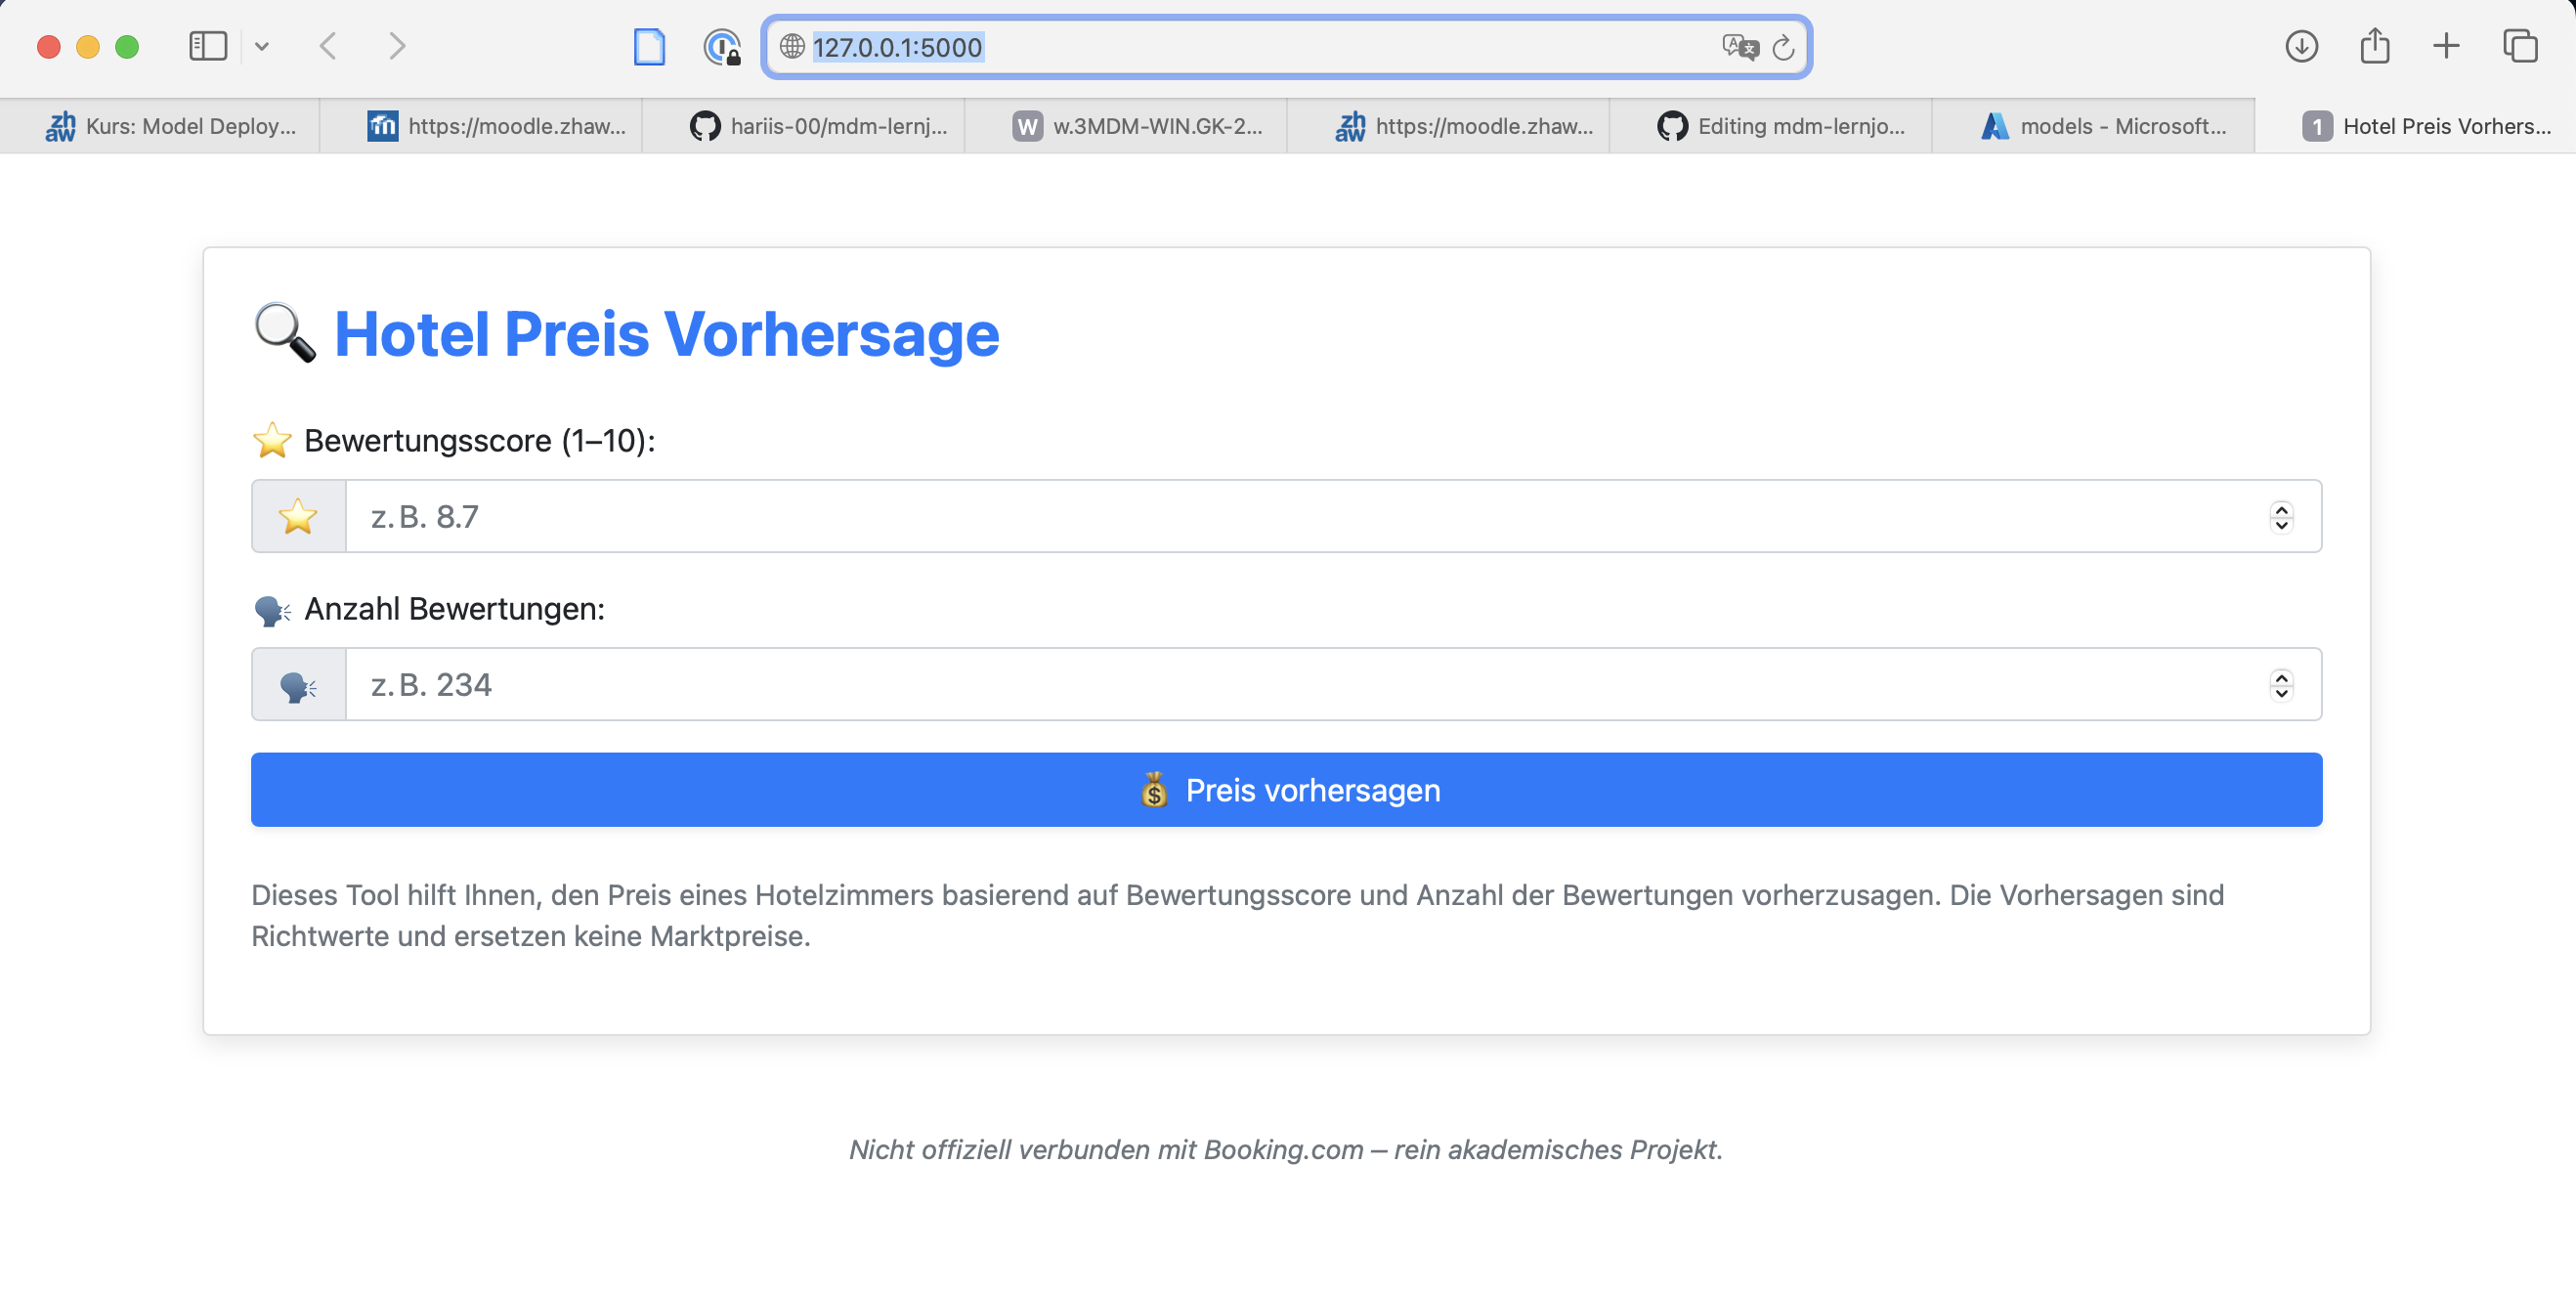 127.0.0.1:5000
zh aw Kurs: Model Deploy...
https://moodle.zhaw...
hariis-00/mdm-lernj...
W w.3MDM-WIN.GK-2...
zh aw https://moodle.zhaw...
Editing mdm-lernjo...
models - Microsoft...
1 Hotel Preis Vorhers...
Hotel Preis Vorhersage
Bewertungsscore (1–10):
z. B. 8.7
Anzahl Bewertungen:
z. B. 234
Preis vorhersagen
Dieses Tool hilft Ihnen, den Preis eines Hotelzimmers basierend auf Bewertungsscore und Anzahl der Bewertungen vorherzusagen. Die Vorhersagen sind
Richtwerte und ersetzen keine Marktpreise.
Nicht offiziell verbunden mit Booking.com – rein akademisches Projekt.